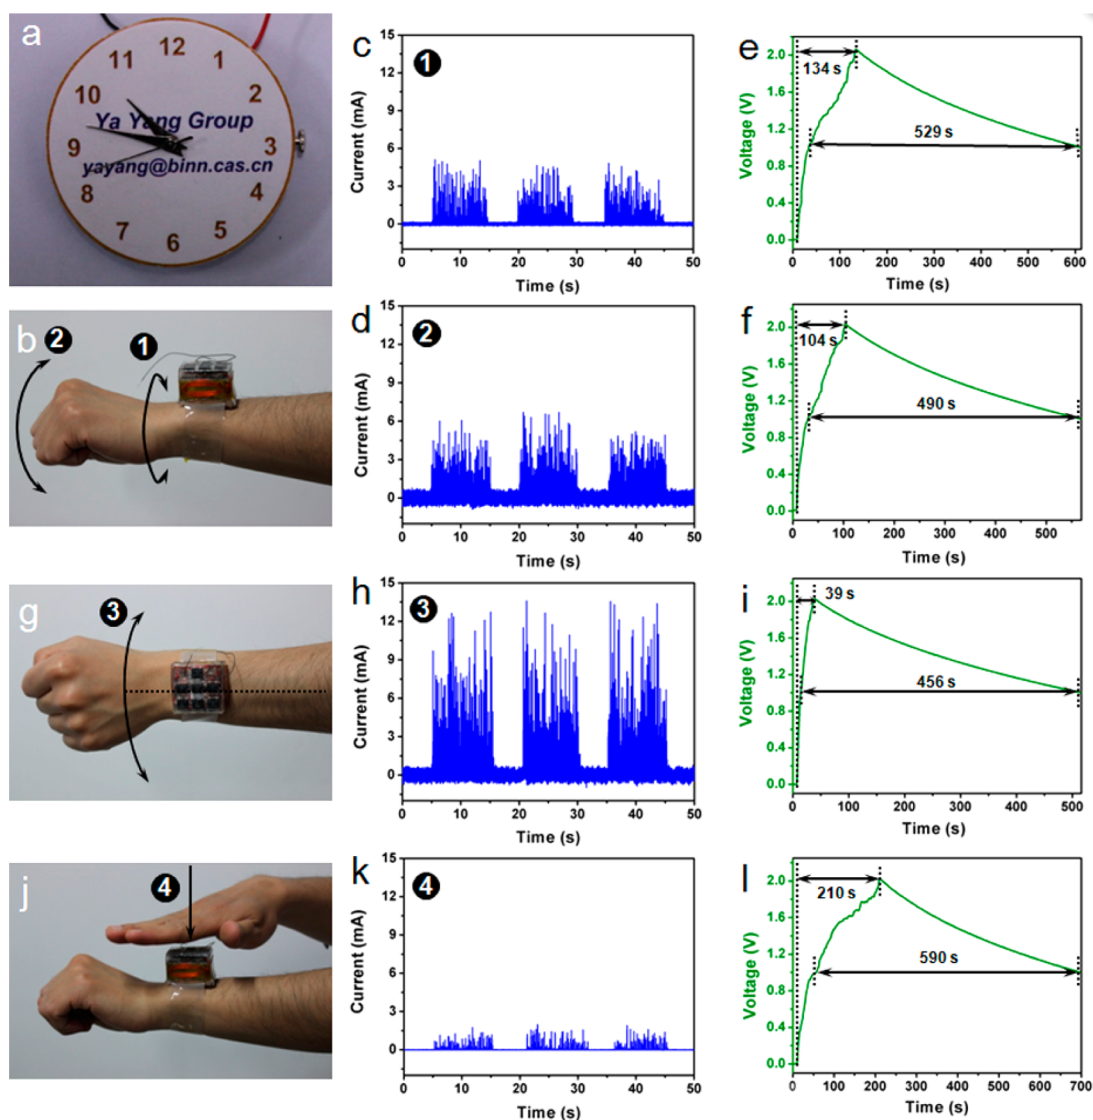 a
12
11
1
10
2
Ya Yang Group
9
3
yayang@binn.cas.cn
8
4
7
5
6
c
1
Current (mA)
15
12
9
6
3
0
0 10 20 30 40 50
Time (s)
e
134 s
529 s
Voltage (V)
2.0
1.6
1.2
0.8
0.4
0.0
0 100 200 300 400 500 600
Time (s)
b
2
1
d
2
Current (mA)
15
12
9
6
3
0
0 10 20 30 40 50
Time (s)
f
104 s
490 s
Voltage (V)
2.0
1.6
1.2
0.8
0.4
0.0
0 100 200 300 400 500
Time (s)
g
3
h
3
Current (mA)
15
12
9
6
3
0
0 10 20 30 40 50
Time (s)
i
39 s
456 s
Voltage (V)
2.0
1.6
1.2
0.8
0.4
0.0
0 100 200 300 400 500
Time (s)
j
4
k
4
Current (mA)
15
12
9
6
3
0
0 10 20 30 40 50
Time (s)
l
210 s
590 s
Voltage (V)
2.0
1.6
1.2
0.8
0.4
0.0
0 100 200 300 400 500 600 700
Time (s)